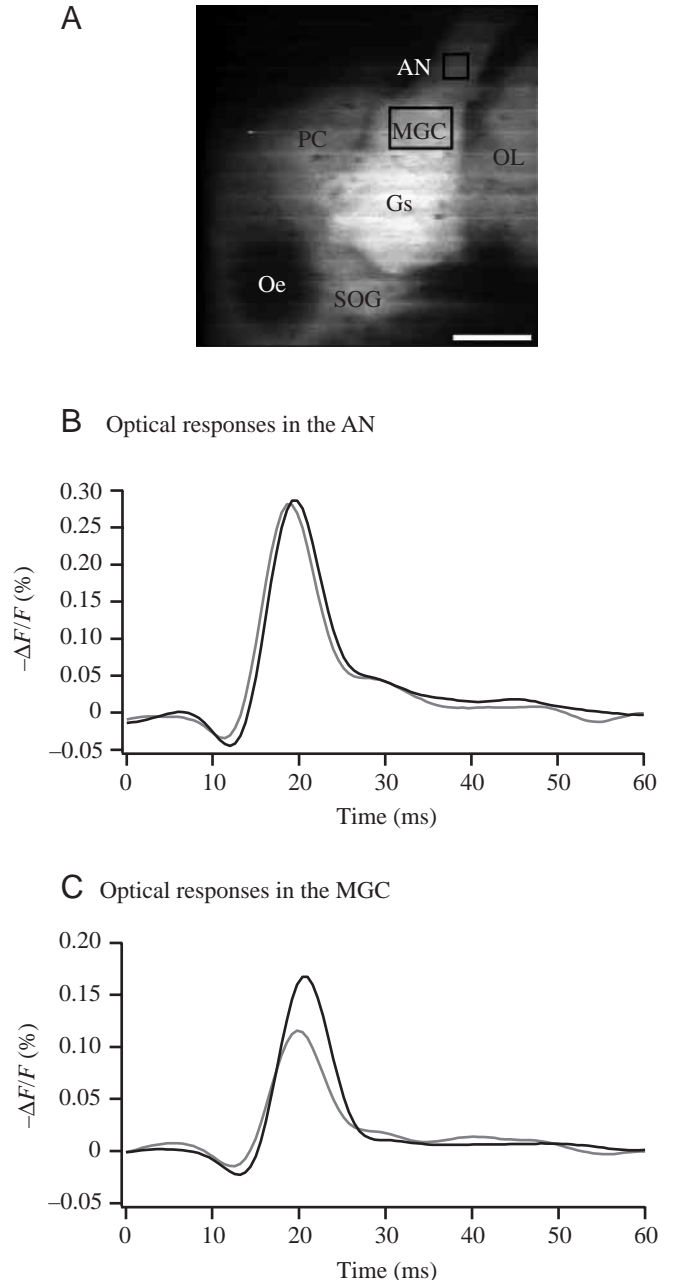 A
AN
PC
MGC
OL
Gs
Oe
SOG
B Optical responses in the AN
0.30
0.25
0.20
0.15
0.10
0.05
0
–0.05
–ΔF/F (%)
0 10 20 30 40 50 60
Time (ms)
C Optical responses in the MGC
0.20
0.15
0.10
0.05
0
–0.05
–ΔF/F (%)
0 10 20 30 40 50 60
Time (ms)